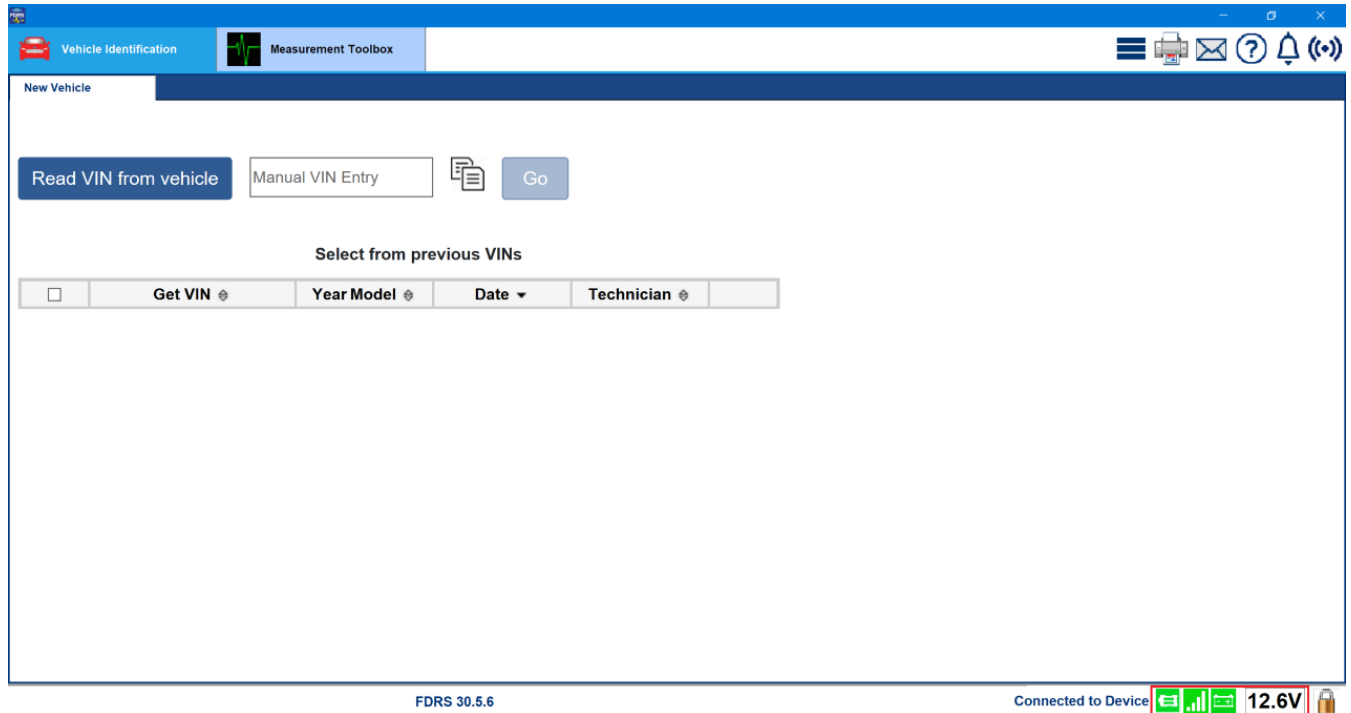 FDRS
Vehicle Identification
Measurement Toolbox
New Vehicle
Read VIN from vehicle
Manual VIN Entry
Go
Select from previous VINs
Get VIN Year Model Date Technician
FDRS 30.5.6
Connected to Device 12.6V